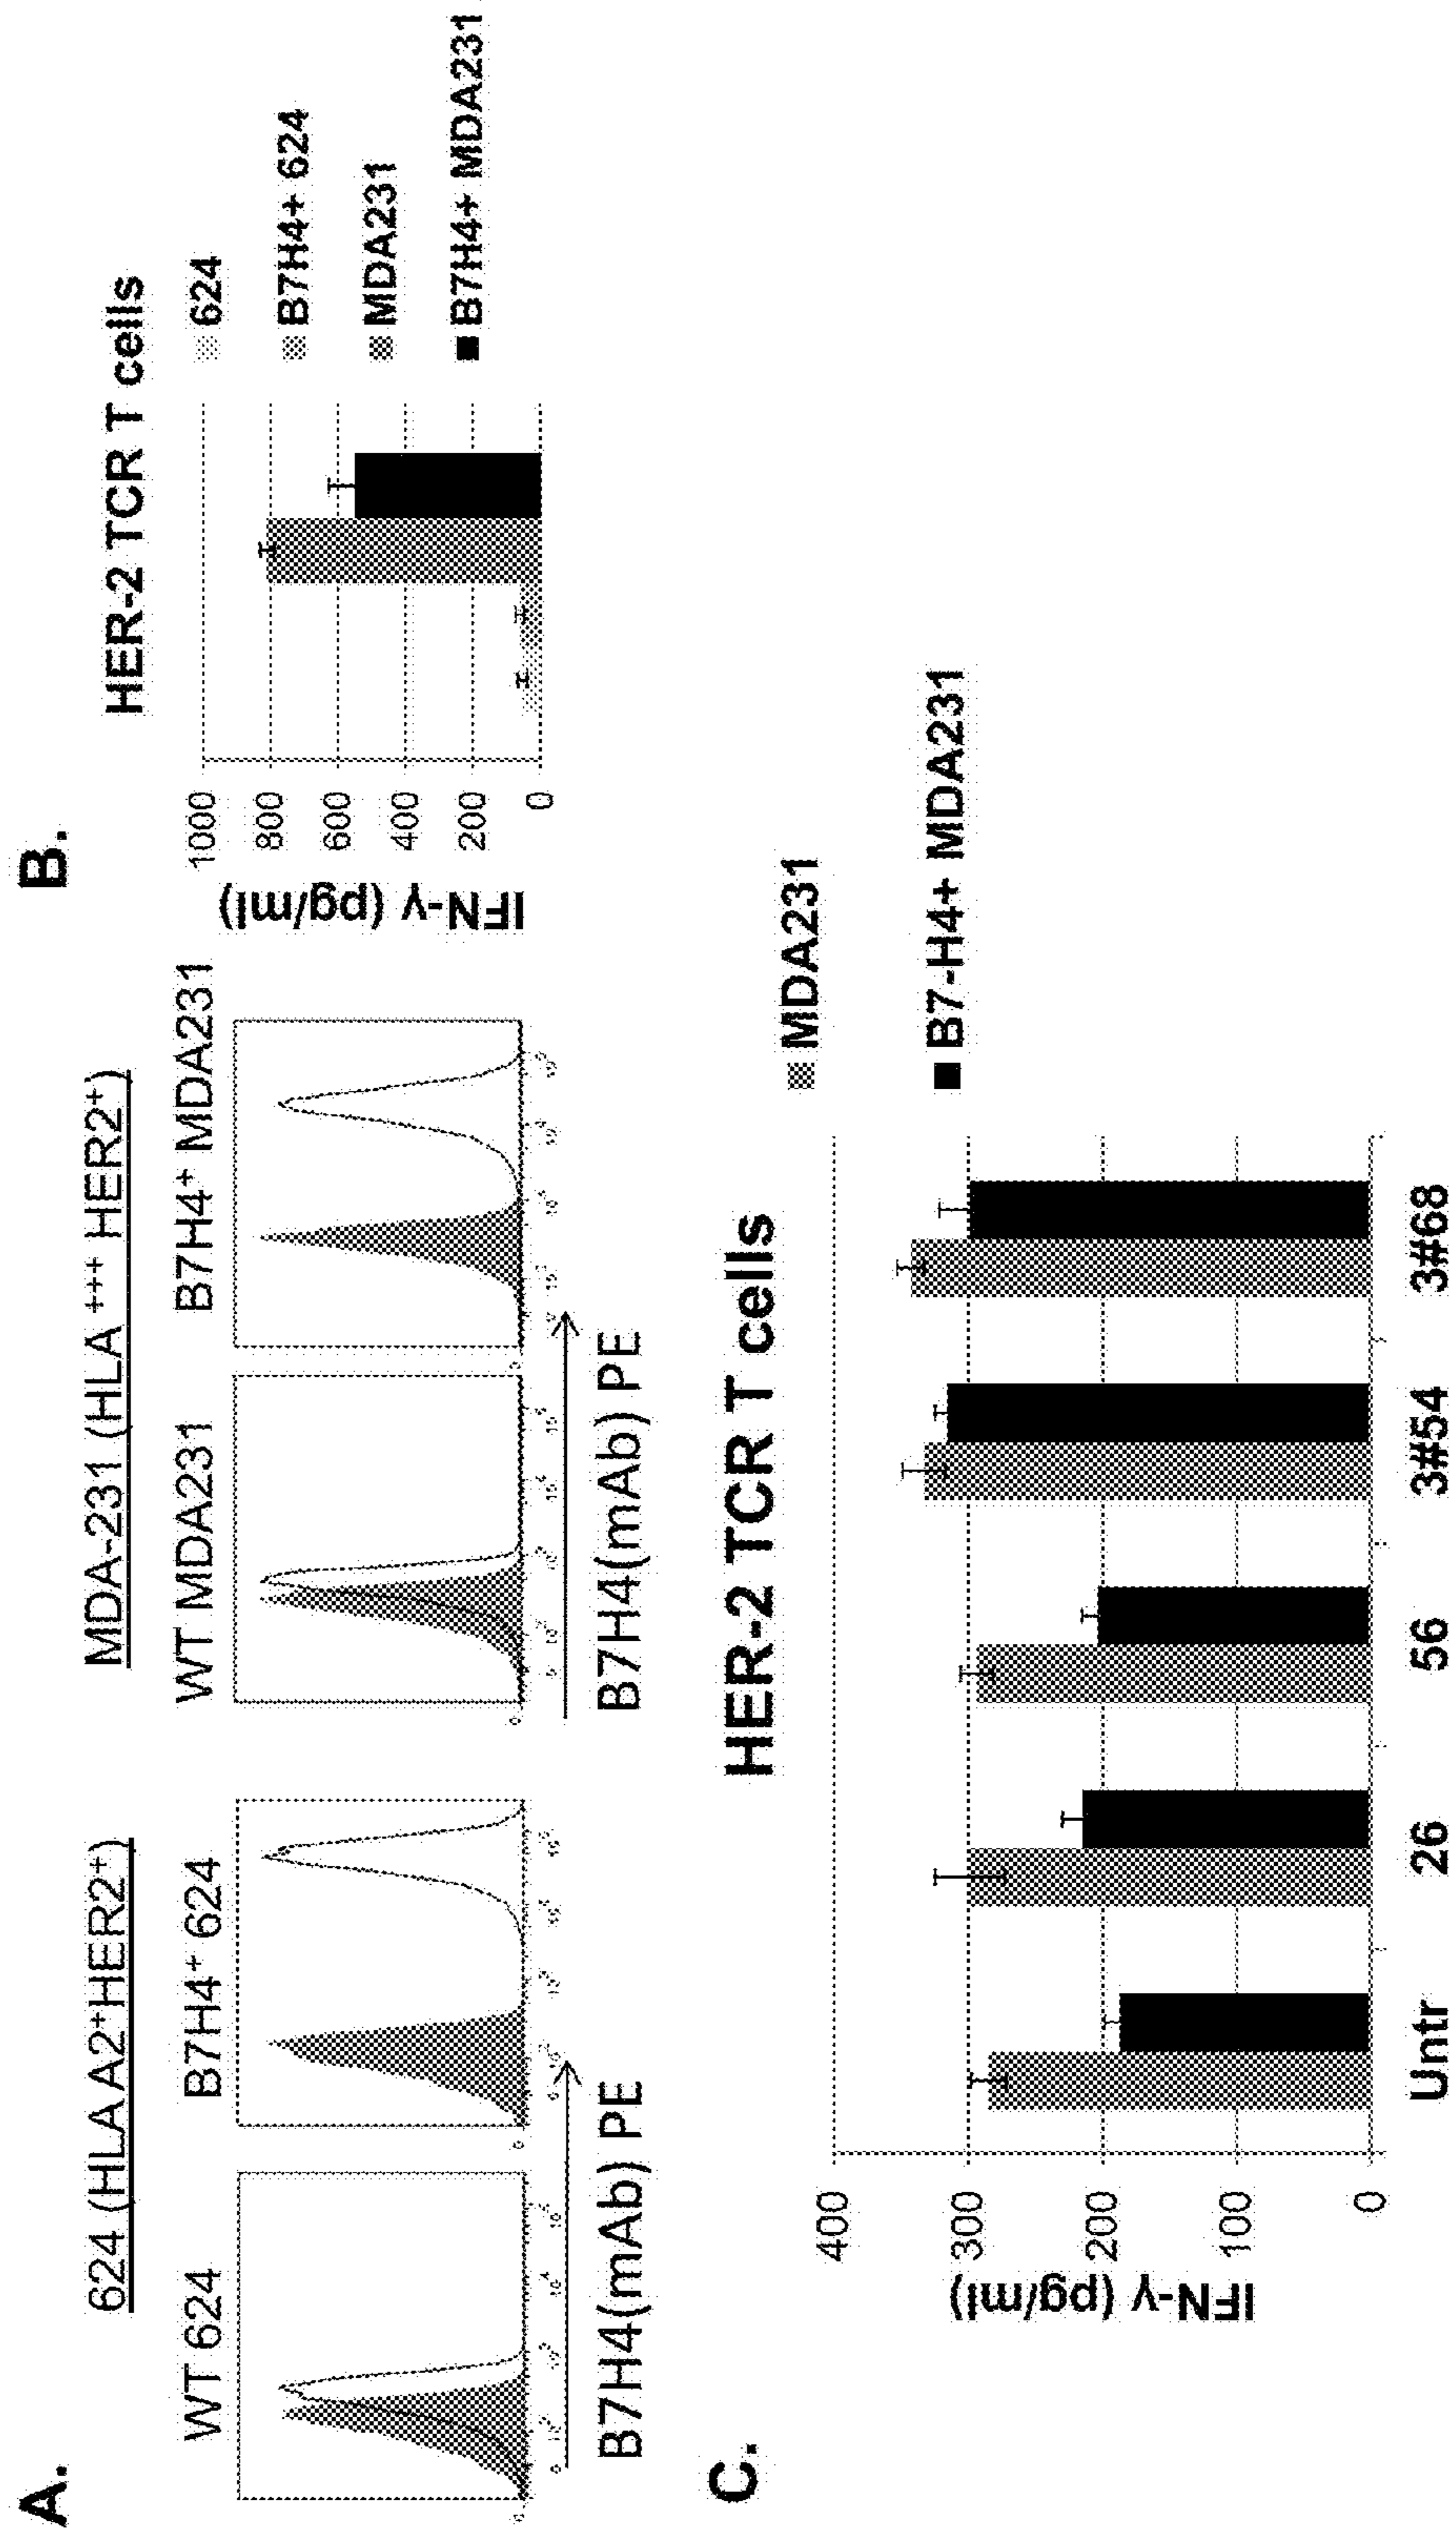 A.
624 (HLA A2⁺HER2⁺)
WT 624
B7H4⁺ 624
B7H4(mAb) PE
MDA-231 (HLA ⁺⁺⁺ HER2⁺)
WT MDA231
B7H4⁺ MDA231
B7H4(mAb) PE
B.
HER-2 TCR T cells
IFN-γ (pg/ml)
1000
800
600
400
200
0
624
B7H4+ 624
MDA231
B7H4+ MDA231
C.
HER-2 TCR T cells
IFN-γ (pg/ml)
400
300
200
100
0
Untr
26
56
3#54
3#68
MDA231
B7-H4+ MDA231